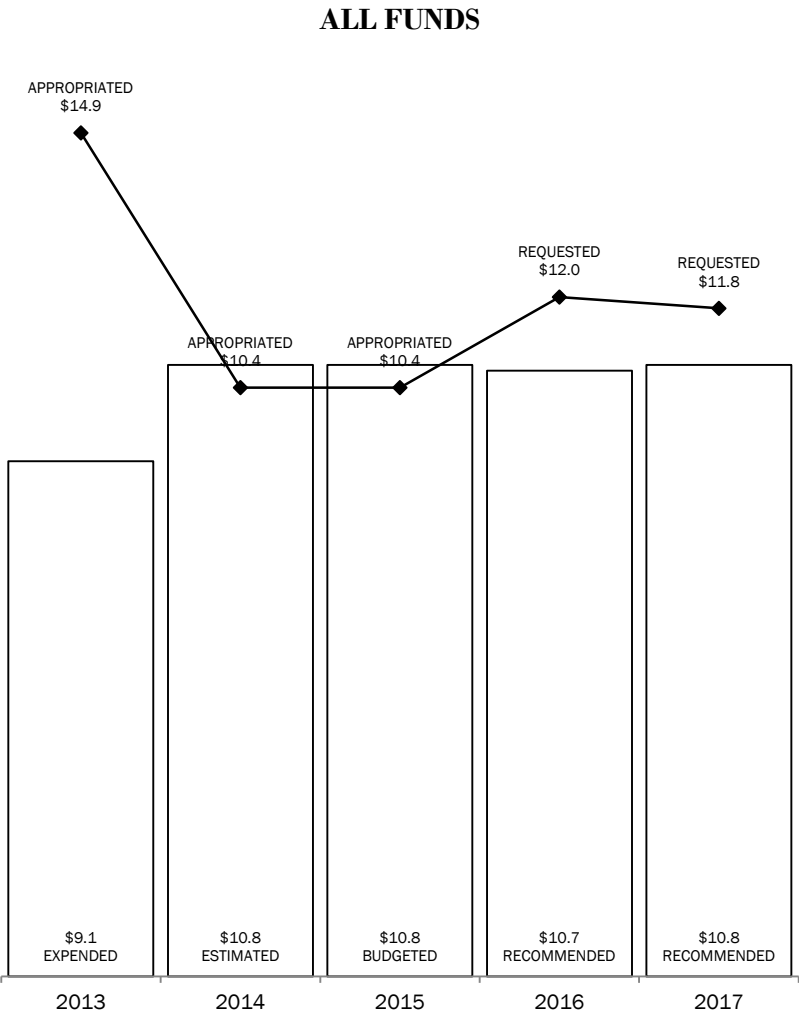 ALL FUNDS
APPROPRIATED
$14.9
REQUESTED
$12.0
REQUESTED
$11.8
APPROPRIATED
$10.4
APPROPRIATED
$10.4
$9.1
EXPENDED
$10.8
ESTIMATED
$10.8
BUDGETED
$10.7
RECOMMENDED
$10.8
RECOMMENDED
2013
2014
2015
2016
2017